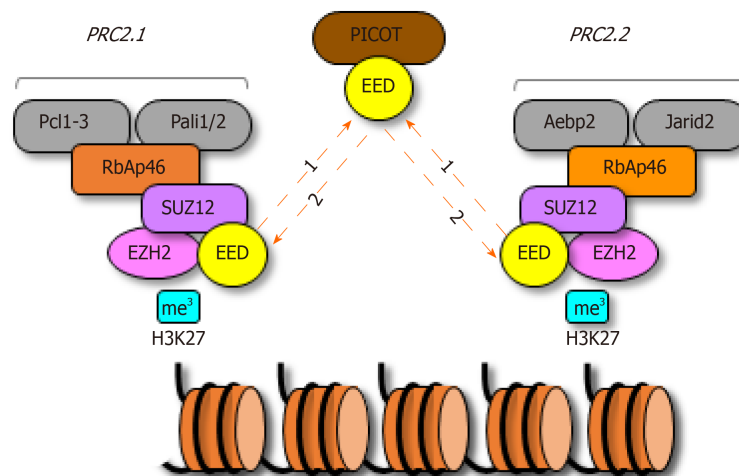 PRC2.1
PICOT
PRC2.2
EED
Pcl1-3
Pali1/2
Aebp2
Jarid2
RbAp46
RbAp46
1
1
2
2
SUZ12
SUZ12
EZH2
EED
EED
EZH2
me³
me³
H3K27
H3K27